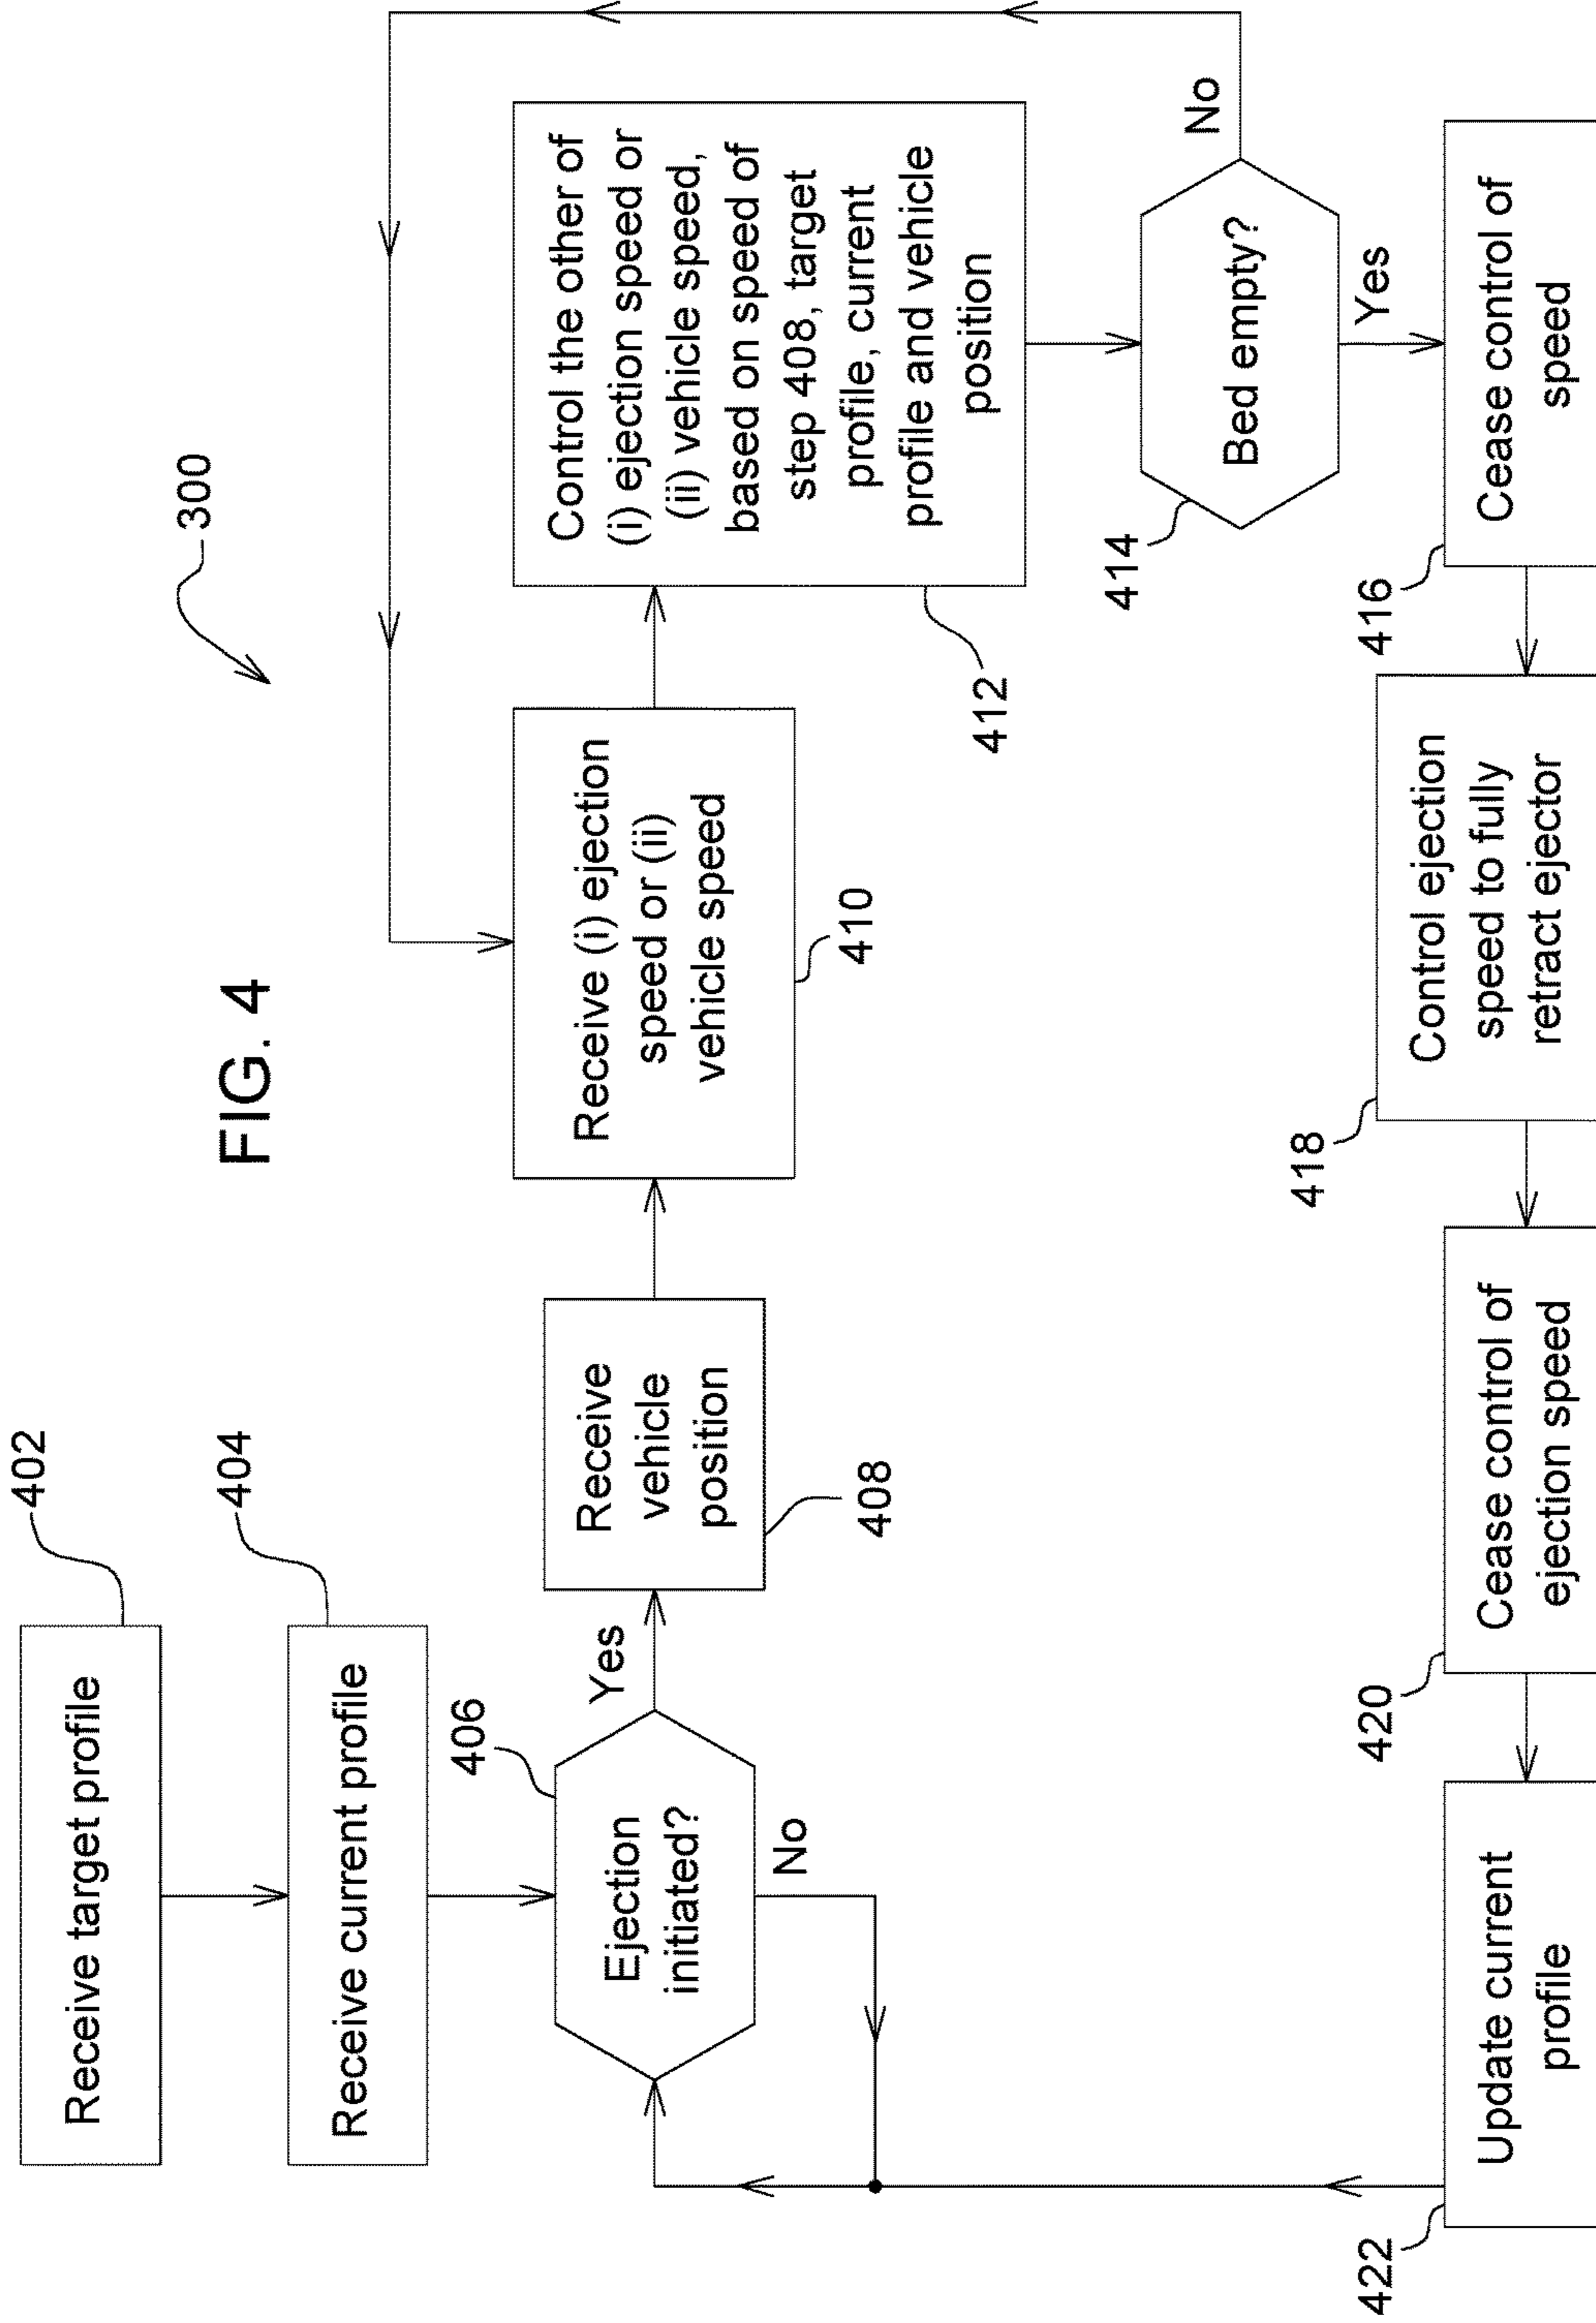 FIG. 4
300
402
Receive target profile
404
Receive current profile
406
Ejection
initiated?
Yes
No
Receive
vehicle
position
408
Receive (i) ejection
speed or (ii)
vehicle speed
410
Control the other of
(i) ejection speed or
(ii) vehicle speed,
based on speed of
step 408, target
profile, current
profile and vehicle
position
412
414
Bed empty?
No
Yes
416
Cease control of
speed
418
Control ejection
speed to fully
retract ejector
420
Cease control of
ejection speed
422
Update current
profile